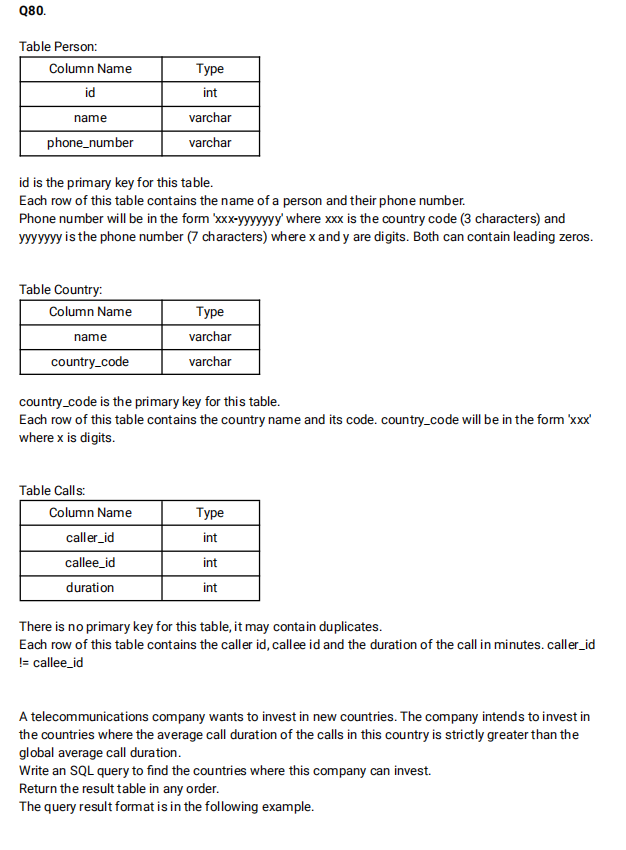 Q80.
Table Person:
Column Name Type
id int
name varchar
phone_number varchar
id is the primary key for this table.
Each row of this table contains the name of a person and their phone number.
Phone number will be in the form 'xxx-yyyyyyy' where xxx is the country code (3 characters) and
yyyyyyy is the phone number (7 characters) where x and y are digits. Both can contain leading zeros.
Table Country:
Column Name Type
name varchar
country_code varchar
country_code is the primary key for this table.
Each row of this table contains the country name and its code. country_code will be in the form 'xxx'
where x is digits.
Table Calls:
Column Name Type
caller_id int
callee_id int
duration int
There is no primary key for this table, it may contain duplicates.
Each row of this table contains the caller id, callee id and the duration of the call in minutes. caller_id
!= callee_id
A telecommunications company wants to invest in new countries. The company intends to invest in
the countries where the average call duration of the calls in this country is strictly greater than the
global average call duration.
Write an SQL query to find the countries where this company can invest.
Return the result table in any order.
The query result format is in the following example.